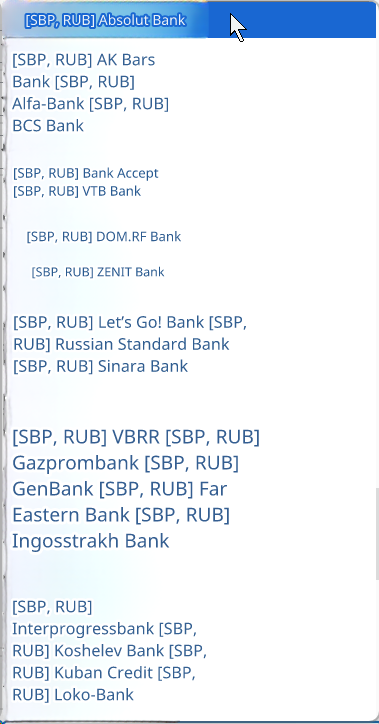 [SBP, RUB] Absolut Bank
[SBP, RUB] AK Bars
Bank [SBP, RUB]
Alfa-Bank [SBP, RUB]
BCS Bank
[SBP, RUB] Bank Accept
[SBP, RUB] VTB Bank
[SBP, RUB] DOM.RF Bank
[SBP, RUB] ZENIT Bank
[SBP, RUB] Let’s Go! Bank [SBP,
RUB] Russian Standard Bank
[SBP, RUB] Sinara Bank
[SBP, RUB] VBRR [SBP, RUB]
Gazprombank [SBP, RUB]
GenBank [SBP, RUB] Far
Eastern Bank [SBP, RUB]
Ingosstrakh Bank
[SBP, RUB]
Interprogressbank [SBP,
RUB] Koshelev Bank [SBP,
RUB] Kuban Credit [SBP,
RUB] Loko-Bank